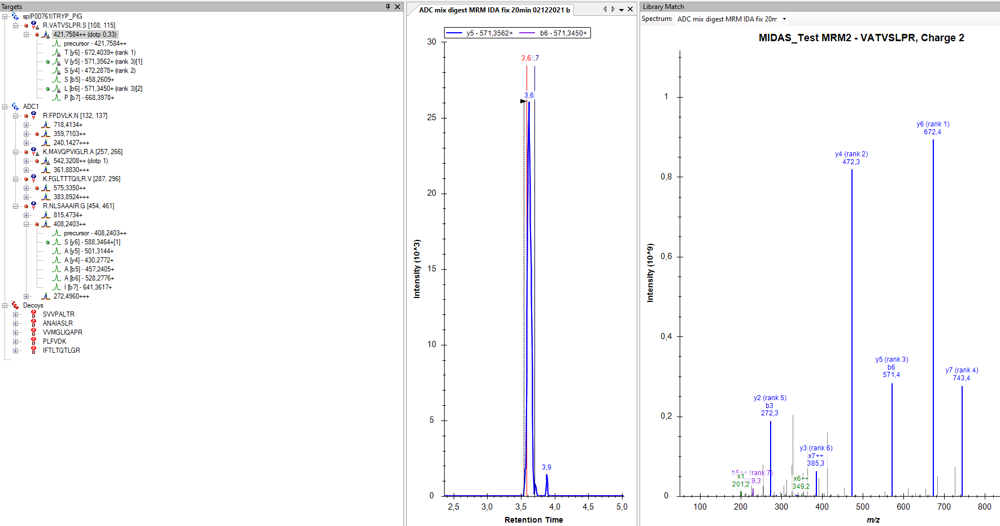 Targets
sp|P00761|TRYP_PIG
R.VATVSLPR.S [108, 115]
421,7584++ (dotp 0,33)
precursor - 421,7584++
T [y6] - 672,4039+ (rank 1)
V [y5] - 571,3562+ (rank 3)[1]
S [y4] - 472,2878+ (rank 2)
S [b5] - 458,2609+
L [b6] - 571,3450+ (rank 3)[2]
P [b7] - 668,3978+
ADC1
R.FPDVLK.N [132, 137]
718,4134+
359,7103++
240,1427+++
K.MAVQPVIGLR.A [257, 266]
542,3208++ (dotp 1)
361,8830+++
K.FGLTTTQILR.V [287, 296]
575,3350++
383,8924+++
R.NLSAAAIR.G [454, 461]
815,4734+
408,2403++
precursor - 408,2403++
S [y6] - 588,3464+[1]
A [y5] - 501,3144+
A [y4] - 430,2772+
A [b5] - 457,2405+
A [b6] - 528,2776+
I [b7] - 641,3617+
272,4960+++
Decoys
SVVPALTR
ANAIASLR
VVMGLIQAPR
PLFVDK
IFTLTQTLGR
ADC mix digest MRM IDA fix 20min 02122021 b
y5 - 571,3562+
b6 - 571,3450+
30
25
20
15
10
5
0
3,6
3,7
3,6
3,9
Intensity (10^3)
2,5 3,0 3,5 4,0 4,5 5,0
Retention Time
Library Match
Spectrum: ADC mix digest MRM IDA fix 20m
MIDAS_Test MRM2 - VATVSLPR, Charge 2
1
0,8
0,6
0,4
0,2
0
Intensity (10^9)
y6 (rank 1)
672,4
y4 (rank 2)
472,3
y5 (rank 3)
b6
571,4
y7 (rank 4)
743,4
y2 (rank 5)
b3
272,3
y3 (rank 6)
x7++
385,3
b5++ (rank 7)
229,3
x1
201,2
x6++
349,2
100 200 300 400 500 600 700 800
m/z